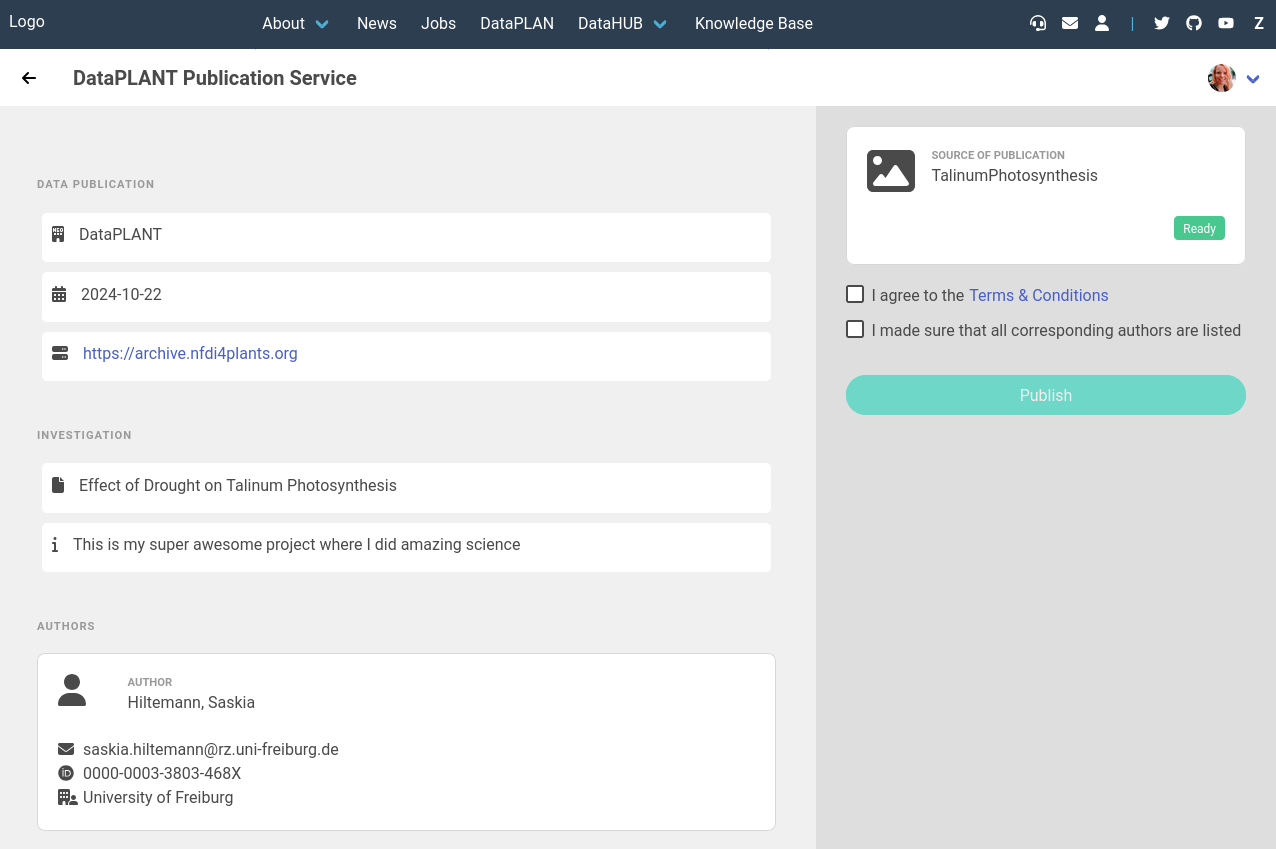 Logo
About
News
Jobs
DataPLAN
DataHUB
Knowledge Base
|
Z
DataPLANT Publication Service
DATA PUBLICATION
DataPLANT
2024-10-22
https://archive.nfdi4plants.org
INVESTIGATION
Effect of Drought on Talinum Photosynthesis
This is my super awesome project where I did amazing science
AUTHORS
AUTHOR
Hiltemann, Saskia
saskia.hiltemann@rz.uni-freiburg.de
iD 0000-0003-3803-468X
University of Freiburg
SOURCE OF PUBLICATION
TalinumPhotosynthesis
Ready
I agree to the Terms & Conditions
I made sure that all corresponding authors are listed
Publish